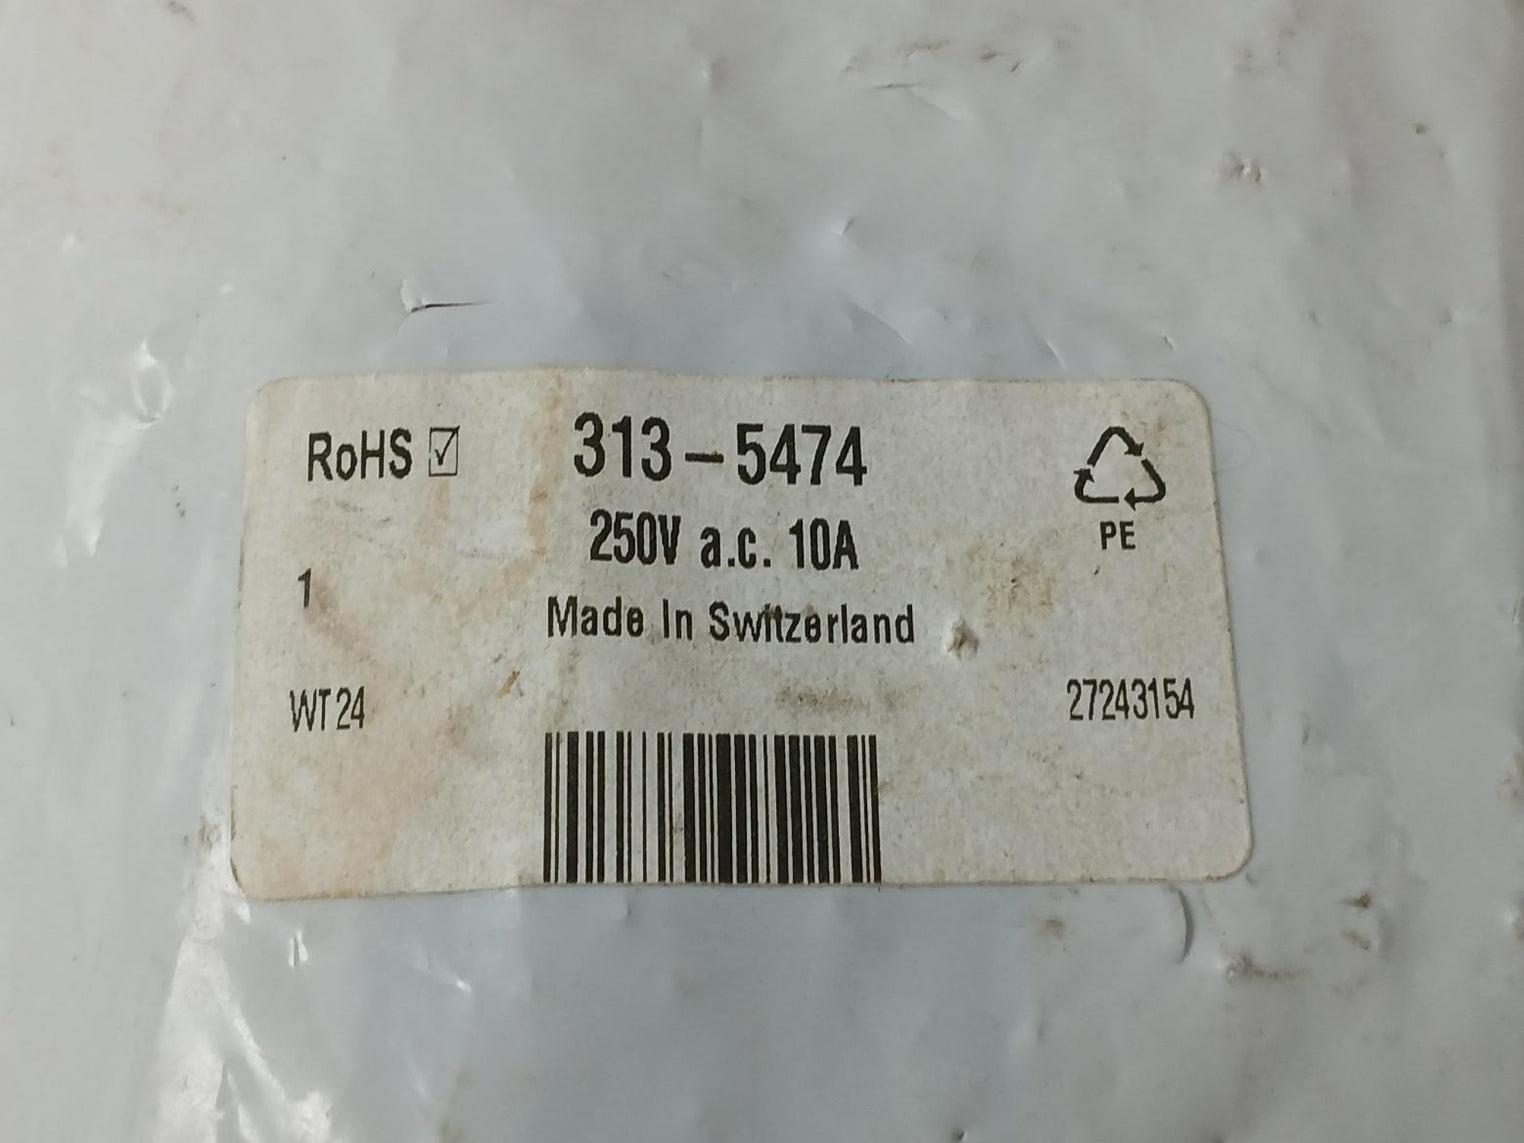 RoHS ☑ 313-5474
250V a.c. 10A
PE
1
Made In Switzerland
WT24
27243154